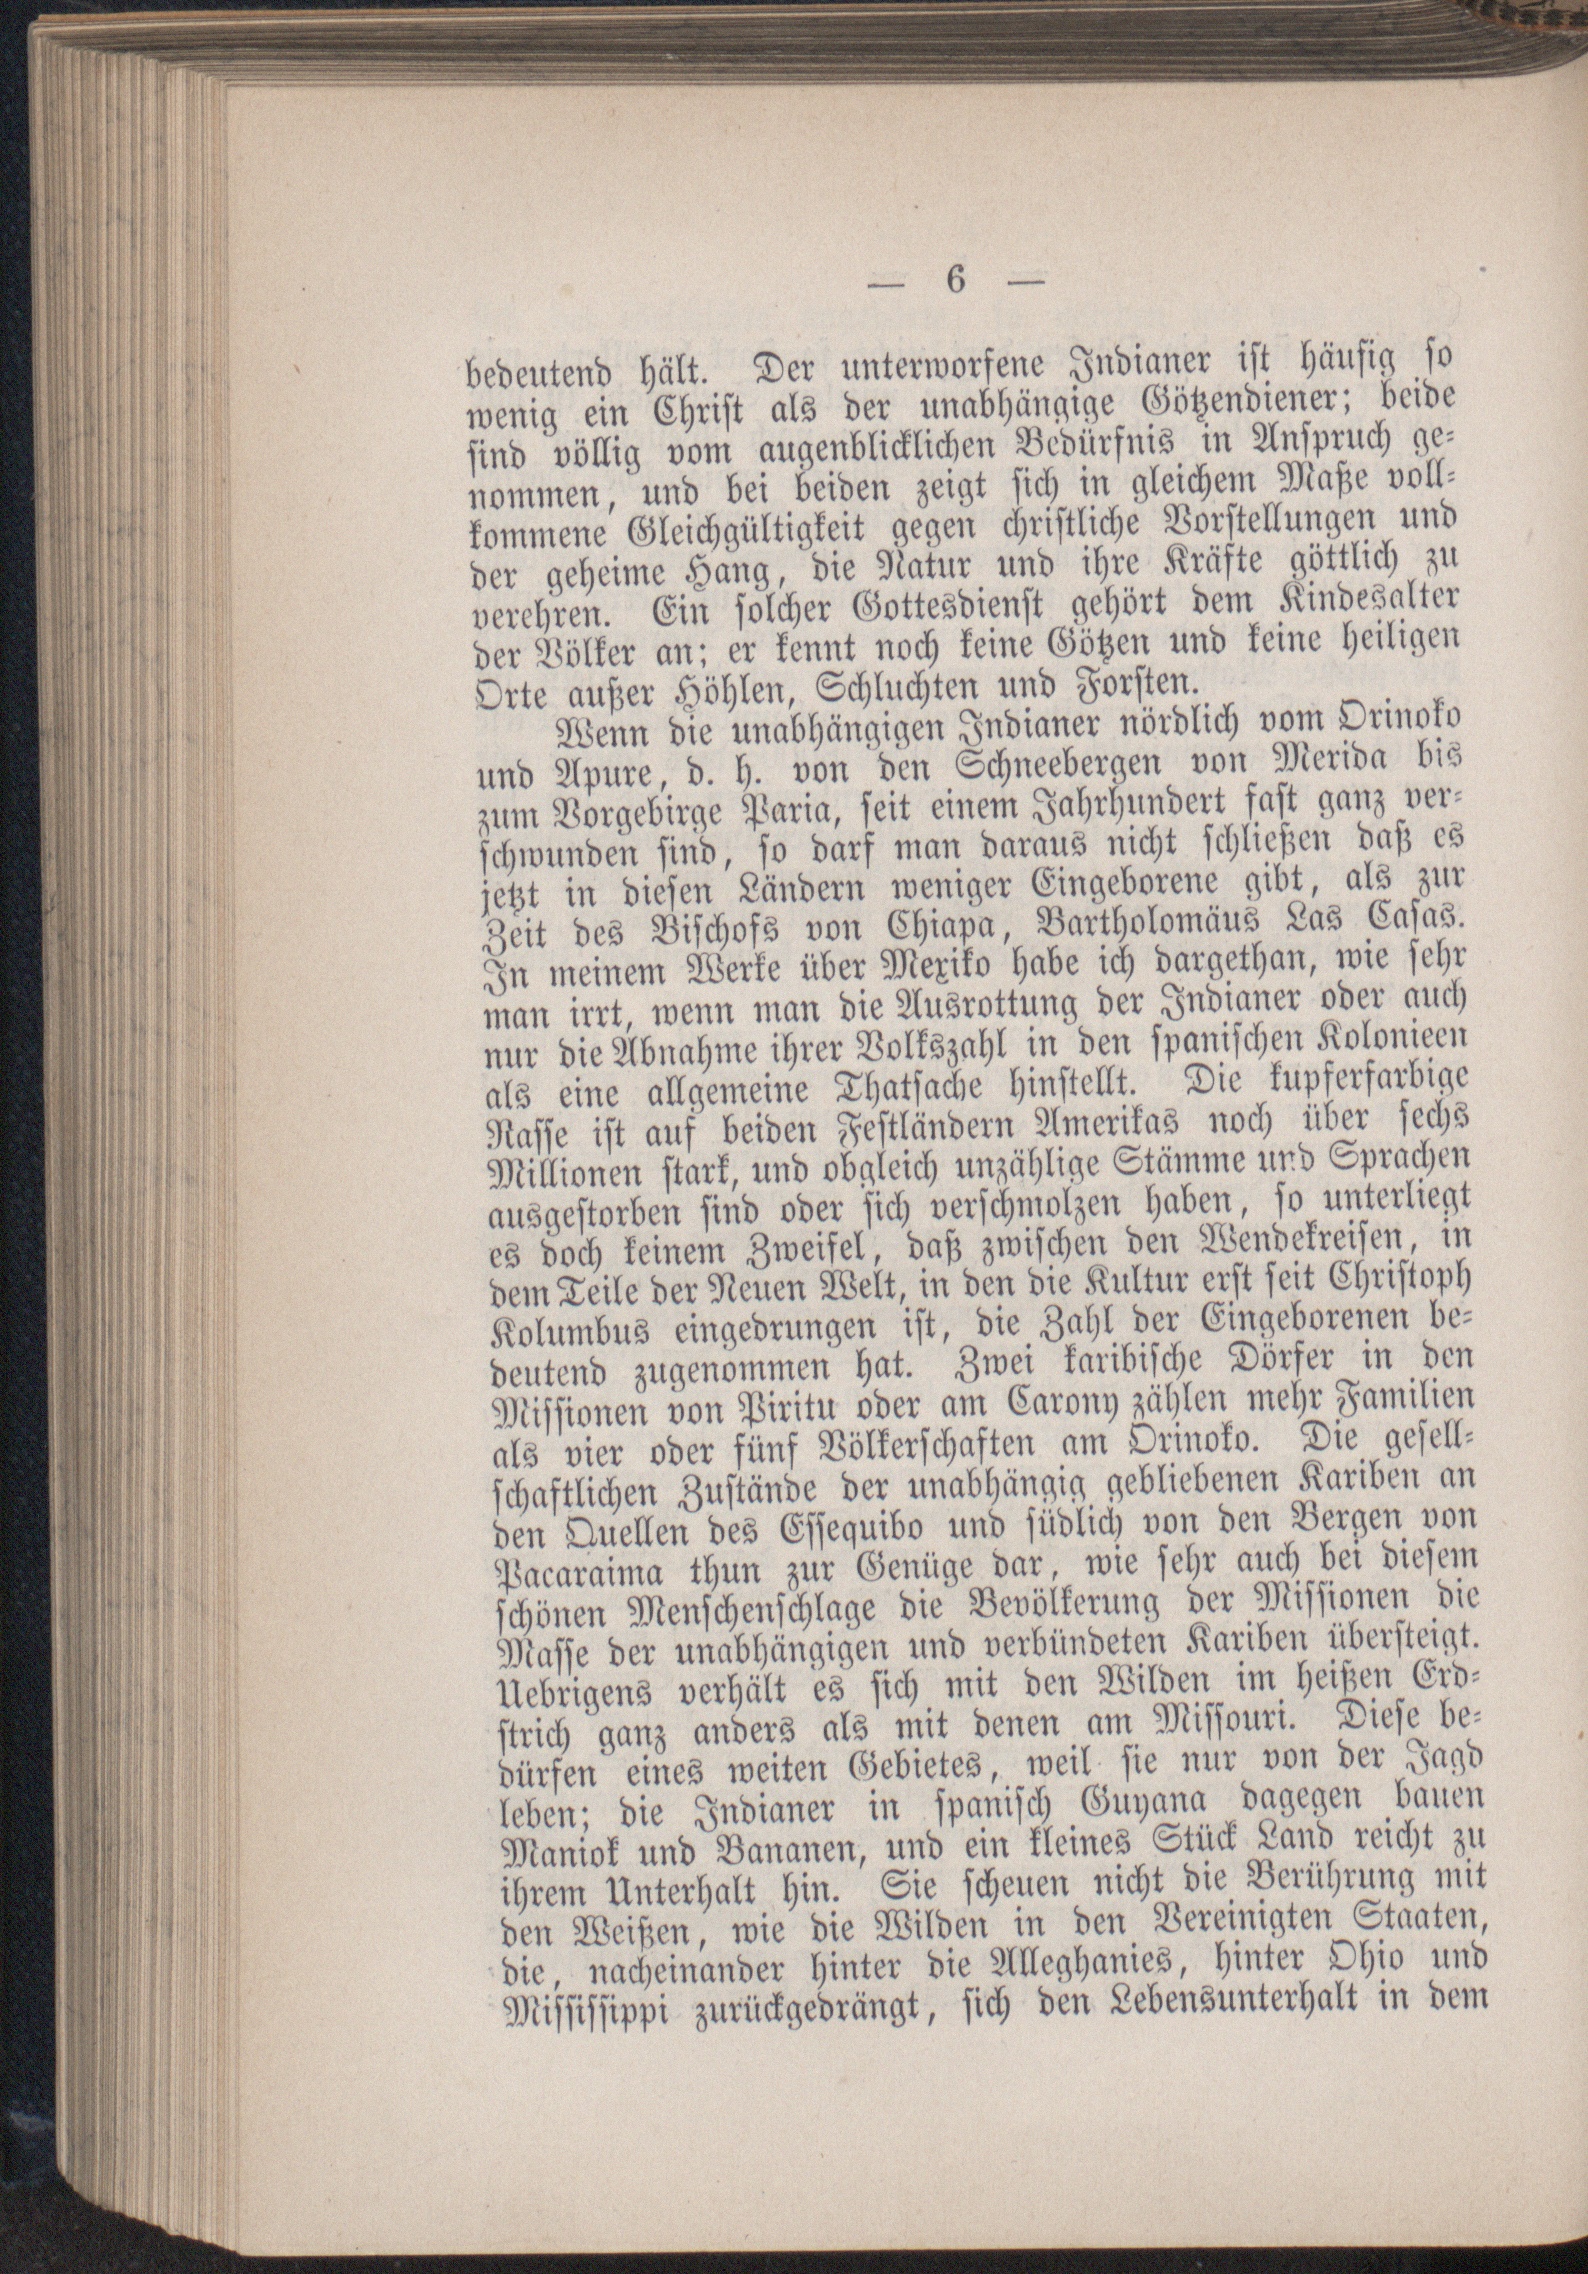 — 6 —
bedeutend hält. Der unterworfene Indianer ist häufig so
wenig ein Christ als der unabhängige Götzendiener; beide
sind völlig vom augenblicklichen Bedürfnis in Anspruch ge-
nommen, und bei beiden zeigt sich in gleichem Maße voll-
kommene Gleichgültigkeit gegen christliche Vorstellungen und
der geheime Hang, die Natur und ihre Kräfte göttlich zu
verehren. Ein solcher Gottesdienst gehört dem Kindesalter
der Völker an; er kennt noch keine Götzen und keine heiligen
Orte außer Höhlen, Schluchten und Forsten.
Wenn die unabhängigen Indianer nördlich vom Orinoko
und Apure, d. h. von den Schneebergen von Merida bis
zum Vorgebirge Paria, seit einem Jahrhundert fast ganz ver-
schwunden sind, so darf man daraus nicht schließen daß es
jetzt in diesen Ländern weniger Eingeborene gibt, als zur
Zeit des Bischofs von Chiapa, Bartholomäus Las Casas.
In meinem Werke über Mexiko habe ich dargethan, wie sehr
man irrt, wenn man die Ausrottung der Indianer oder auch
nur die Abnahme ihrer Volkszahl in den spanischen Kolonieen
als eine allgemeine Thatsache hinstellt. Die kupferfarbige
Rasse ist auf beiden Festländern Amerikas noch über sechs
Millionen stark, und obgleich unzählige Stämme und Sprachen
ausgestorben sind oder sich verschmolzen haben, so unterliegt
es doch keinem Zweifel, daß zwischen den Wendekreisen, in
dem Teile der Neuen Welt, in den die Kultur erst seit Christoph
Kolumbus eingedrungen ist, die Zahl der Eingeborenen be-
deutend zugenommen hat. Zwei karibische Dörfer in den
Missionen von Piritu oder am Carony zählen mehr Familien
als vier oder fünf Völkerschaften am Orinoko. Die gesell-
schaftlichen Zustände der unabhängig gebliebenen Kariben an
den Quellen des Essequibo und südlich von den Bergen von
Pacaraima thun zur Genüge dar, wie sehr auch bei diesem
schönen Menschenschlage die Bevölkerung der Missionen die
Masse der unabhängigen und verbündeten Kariben übersteigt.
Uebrigens verhält es sich mit den Wilden im heißen Erd-
strich ganz anders als mit denen am Missouri. Diese be-
dürfen eines weiten Gebietes, weil sie nur von der Jagd
leben; die Indianer in spanisch Guyana dagegen bauen
Maniok und Bananen, und ein kleines Stück Land reicht zu
ihrem Unterhalt hin. Sie scheuen nicht die Berührung mit
den Weißen, wie die Wilden in den Vereinigten Staaten,
die, nacheinander hinter die Alleghanies, hinter Ohio und
Mississippi zurückgedrängt, sich den Lebensunterhalt in dem